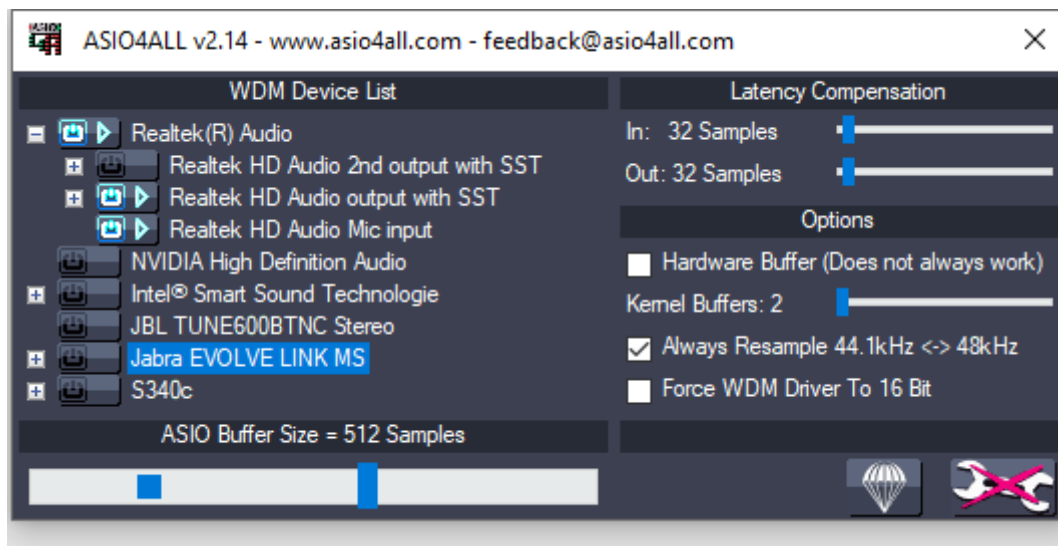 ASIO4ALL v2.14 - www.asio4all.com - feedback@asio4all.com
WDM Device List
Realtek(R) Audio
Realtek HD Audio 2nd output with SST
Realtek HD Audio output with SST
Realtek HD Audio Mic input
NVIDIA High Definition Audio
Intel® Smart Sound Technologie
JBL TUNE600BTNC Stereo
Jabra EVOLVE LINK MS
S340c
ASIO Buffer Size = 512 Samples
Latency Compensation
In: 32 Samples
Out: 32 Samples
Options
Hardware Buffer (Does not always work)
Kernel Buffers: 2
Always Resample 44.1kHz <-> 48kHz
Force WDM Driver To 16 Bit